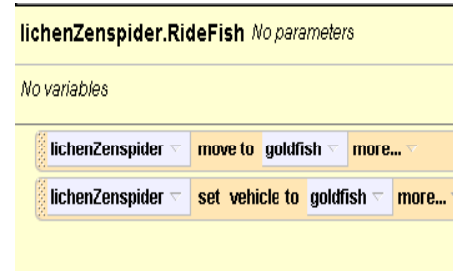 lichenZenspider.RideFish No parameters
No variables
lichenZenspider move to goldfish more...
lichenZenspider set vehicle to goldfish more...